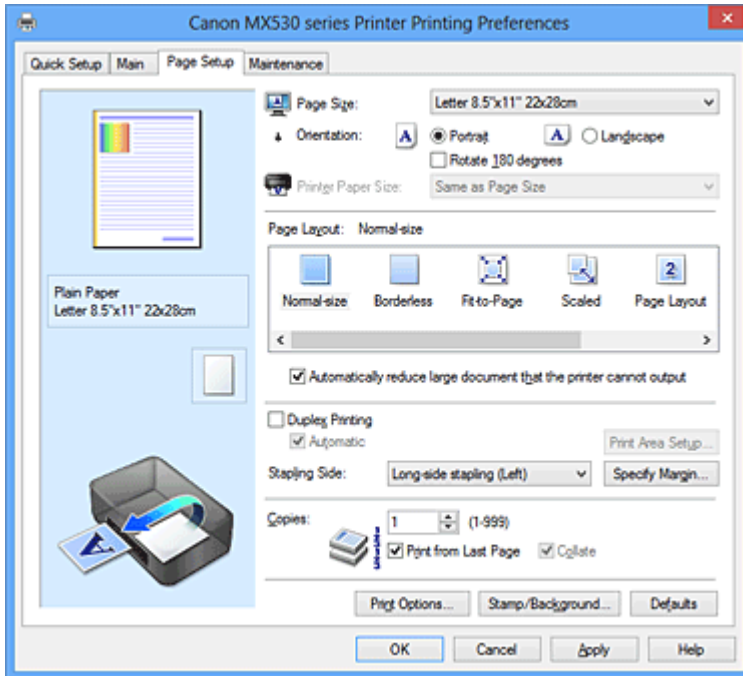 Canon MX530 series Printer Printing Preferences
Quick Setup Main Page Setup Maintenance
Page Size: Letter 8.5"x11" 22x28cm
Orientation: A Portrait A Landscape
Rotate 180 degrees
Printer Paper Size: Same as Page Size
Page Layout: Normal-size
2
Normal-size Borderless Fit-to-Page Scaled Page Layout
Plain Paper
Letter 8.5"x11" 22x28cm
Automatically reduce large document that the printer cannot output
Duplex Printing
Automatic
Print Area Setup...
Stapling Side: Long-side stapling (Left) Specify Margin...
Copies: 1 (1-999)
Print from Last Page Collate
A
Print Options... Stamp/Background... Defaults
OK Cancel Apply Help